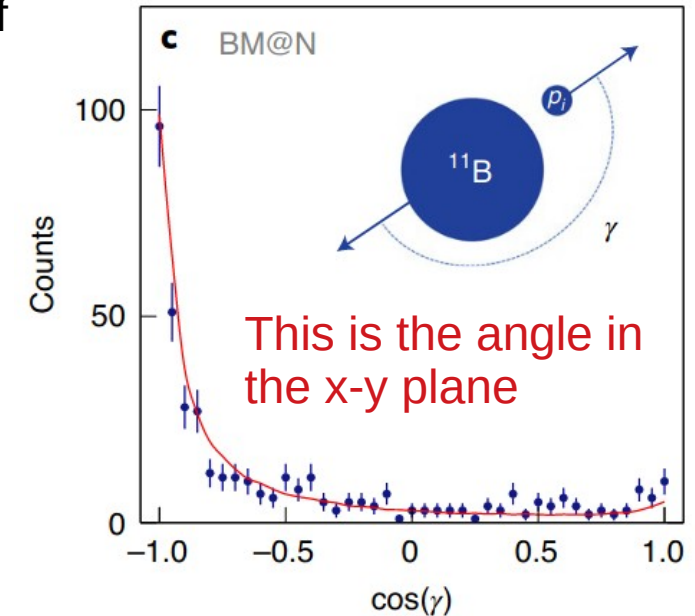 f
c BM@N
100
50
0
Counts
pi
11B
γ
This is the angle in
the x-y plane
−1.0 −0.5 0 0.5 1.0
cos(γ)